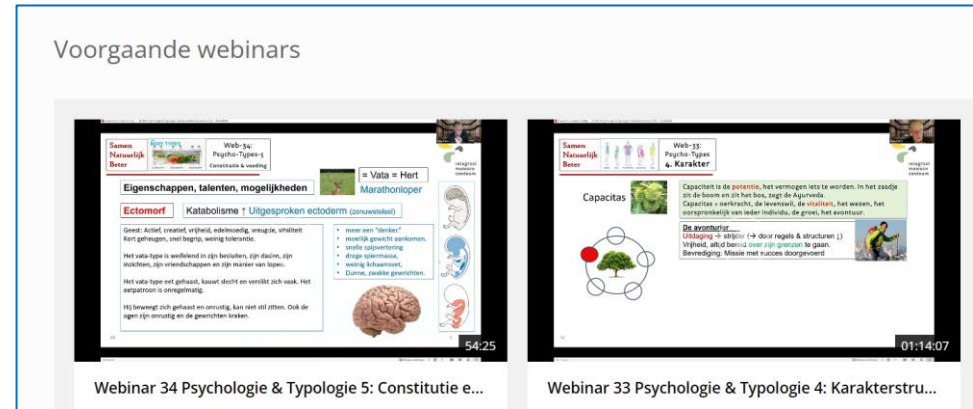 Voorgaande webinars
Samen
Natuurlijk
Beter
Web-34:
Psycho-Types-5
Constitutie & voeding
integraal
medisch
centrum
Eigenschappen, talenten, mogelijkheden
= Vata = Hert
Marathonloper
Ectomorf
Katabolisme ↑ Uitgesproken ectoderm (zenuwstelsel)
Geest: Actief, creatief, vrijheid, edelmoedig, vreugde, vitaliteit
Kort geheugen, snel begrip, weinig tolerantie.
Het vata-type is weifelend in zijn besluiten, zijn daden, zijn
inzichten, zijn vriendschappen en zijn manier van lopen.
Het vata-type eet gehaast, kauwt slecht en verslikt zich vaak. Het
eetpatroon is onregelmatig.
Hij beweegt zich gehaast en onrustig, kan niet stil zitten. Ook de
ogen zijn onrustig en de gewrichten kraken.
• meer een "denker."
• moeilijk gewicht aankomen.
• snelle spijsvertering
• droge spiermassa,
• weinig lichaamsvet,
• Dunne, zwakke gewrichten.
54:25
Webinar 34 Psychologie & Typologie 5: Constitutie e...
Samen
Natuurlijk
Beter
Web-33:
Psycho-Types
4. Karakter
integraal
medisch
centrum
Capacitas
Capaciteit is de potentie, het vermogen iets te worden. In het zaadje
zit de boom en zit het bos, zegt de Ayurveda.
Capacitas = oerkracht, de levenswil, de vitaliteit, het wezen, het
oorspronkelijk van ieder individu, de groei, het avontuur.
De avonturier
Uitdaging → strijder (→ door regels & structuren ↓)
Vrijheid, altijd bereid over zijn grenzen te gaan.
Bevrediging: Missie met succes doorgevoerd
01:14:07
Webinar 33 Psychologie & Typologie 4: Karakterstru...